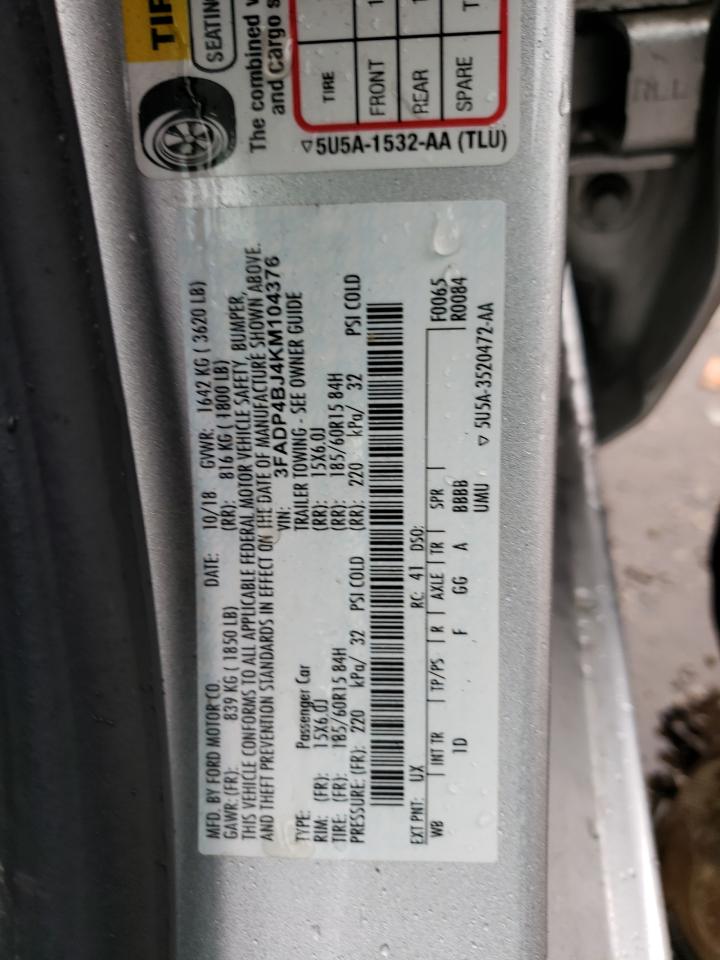 TIR
SEATING
The combined w
and cargo s
TIRE
FRONT 1
REAR 1
SPARE T
▽5U5A-1532-AA (TLU)
MFD. BY FORD MOTOR CO. DATE: 10/18 GVWR: 1642 KG ( 3620 LB)
GAWR: (FR): 839 KG ( 1850 LB) (RR): 816 KG ( 1800 LB)
THIS VEHICLE CONFORMS TO ALL APPLICABLE FEDERAL MOTOR VEHICLE SAFETY, BUMPER,
AND THEFT PREVENTION STANDARDS IN EFFECT ON THE DATE OF MANUFACTURE SHOWN ABOVE.
VIN: 3FADP4BJ4KM104376
TYPE: Passenger Car TRAILER TOWING - SEE OWNER GUIDE
RIM: (FR): 15X6.0J (RR): 15X6.0J
TIRE: (FR): 185/60R15 84H (RR): 185/60R15 84H
PRESSURE: (FR): 220 kPa/ 32 PSI COLD (RR): 220 kPa/ 32 PSI COLD
EXT PNT: UX RC: 41 DSO: F0065
WB INT TR TP/PS R AXLE TR SPR R0084
1D F GG A BBBB
UMU ▽ 5U5A-3520472-AA